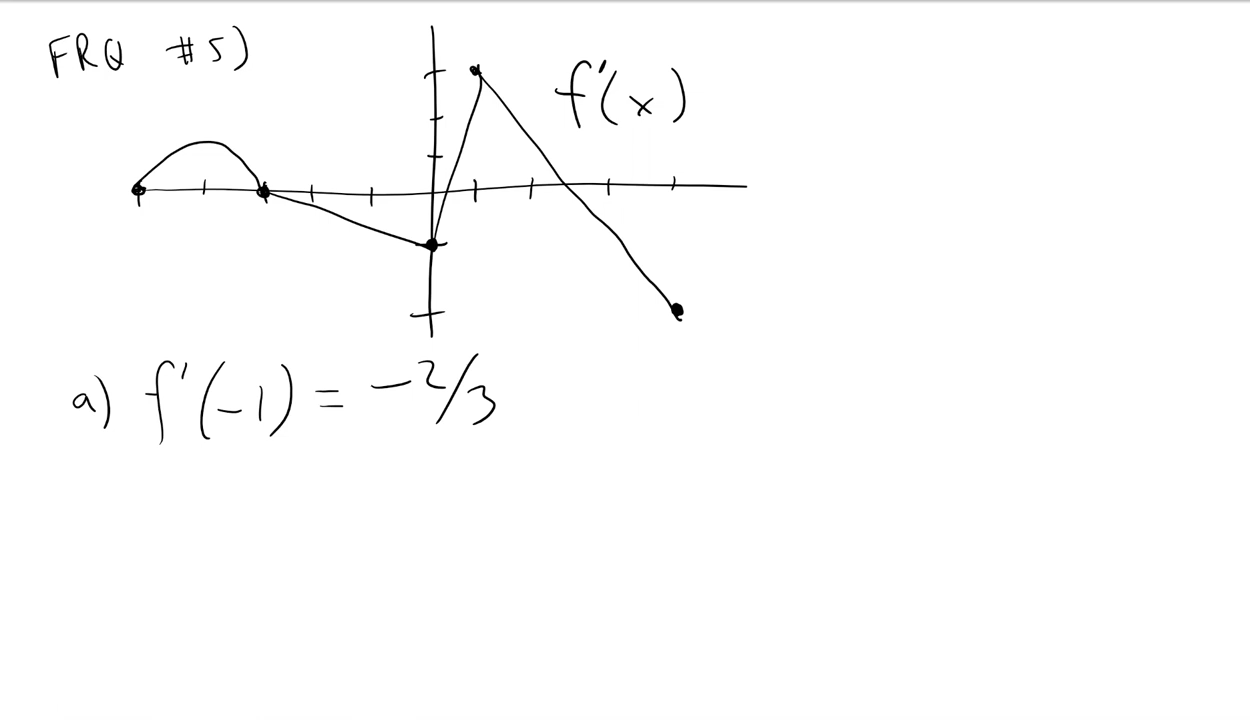 FRQ #5)
f'(x)
a) f'(-1) = -2/3